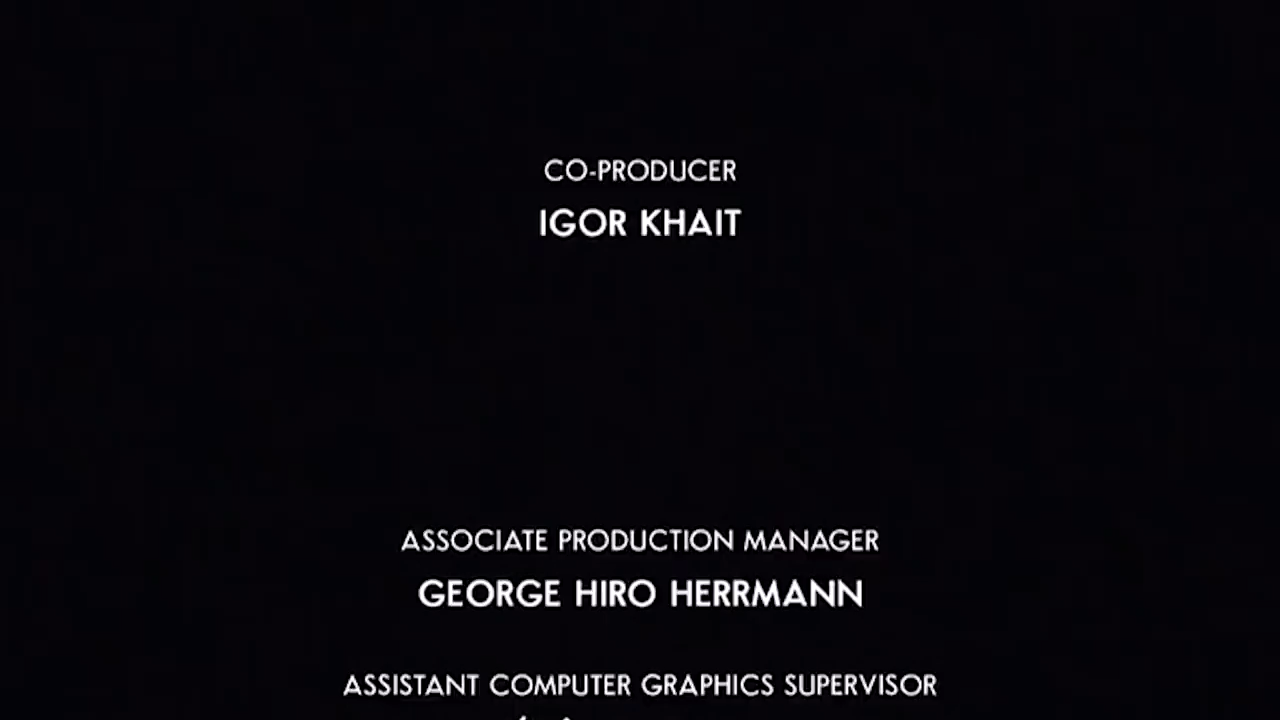 CO-PRODUCER
IGOR KHAIT
ASSOCIATE PRODUCTION MANAGER
GEORGE HIRO HERRMANN
ASSISTANT COMPUTER GRAPHICS SUPERVISOR